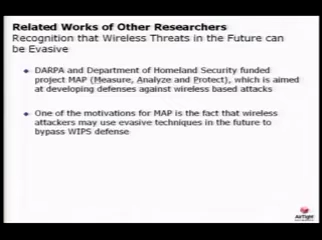 Related Works of Other Researchers
Recognition that Wireless Threats in the Future can
be Evasive
DARPA and Department of Homeland Security funded
project MAP (Measure, Analyze and Protect), which is aimed
at developing defenses against wireless based attacks
One of the motivations for MAP is the fact that wireless
attackers may use evasive techniques in the future to
bypass WIPS defense
AirTight